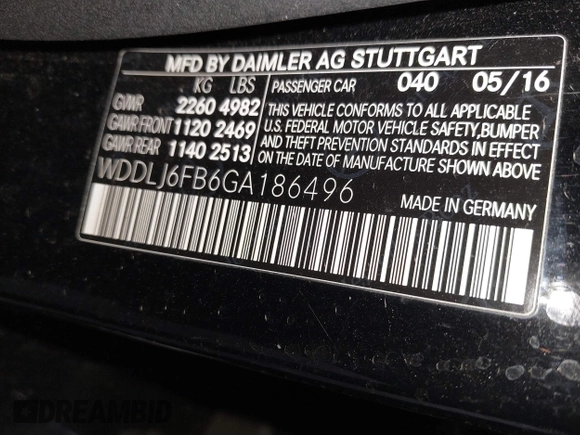 MFD BY DAIMLER AG STUTTGART
KG LBS
GVWR 2260 4982
GAWR FRONT 1120 2469
GAWR REAR 1140 2513
PASSENGER CAR 040 05/16
THIS VEHICLE CONFORMS TO ALL APPLICABLE
U.S. FEDERAL MOTOR VEHICLE SAFETY, BUMPER
AND THEFT PREVENTION STANDARDS IN EFFECT
ON THE DATE OF MANUFACTURE SHOWN ABOVE
WDDLJ6FB6GA186496
MADE IN GERMANY
DREAMBID